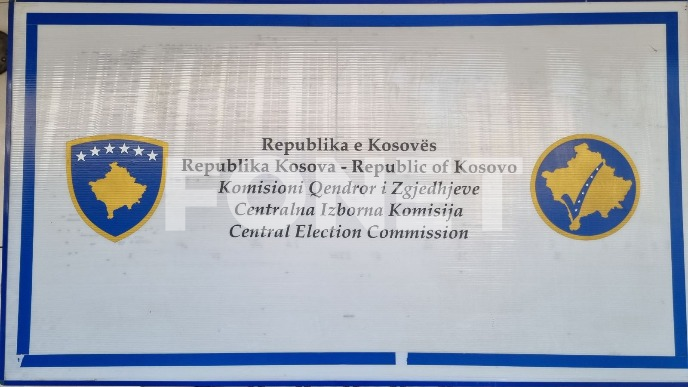 Republika e Kosovës
Republika Kosova - Republic of Kosovo
Komisioni Qendror i Zgjedhjeve
Centralna Izborna Komisija
Central Election Commission